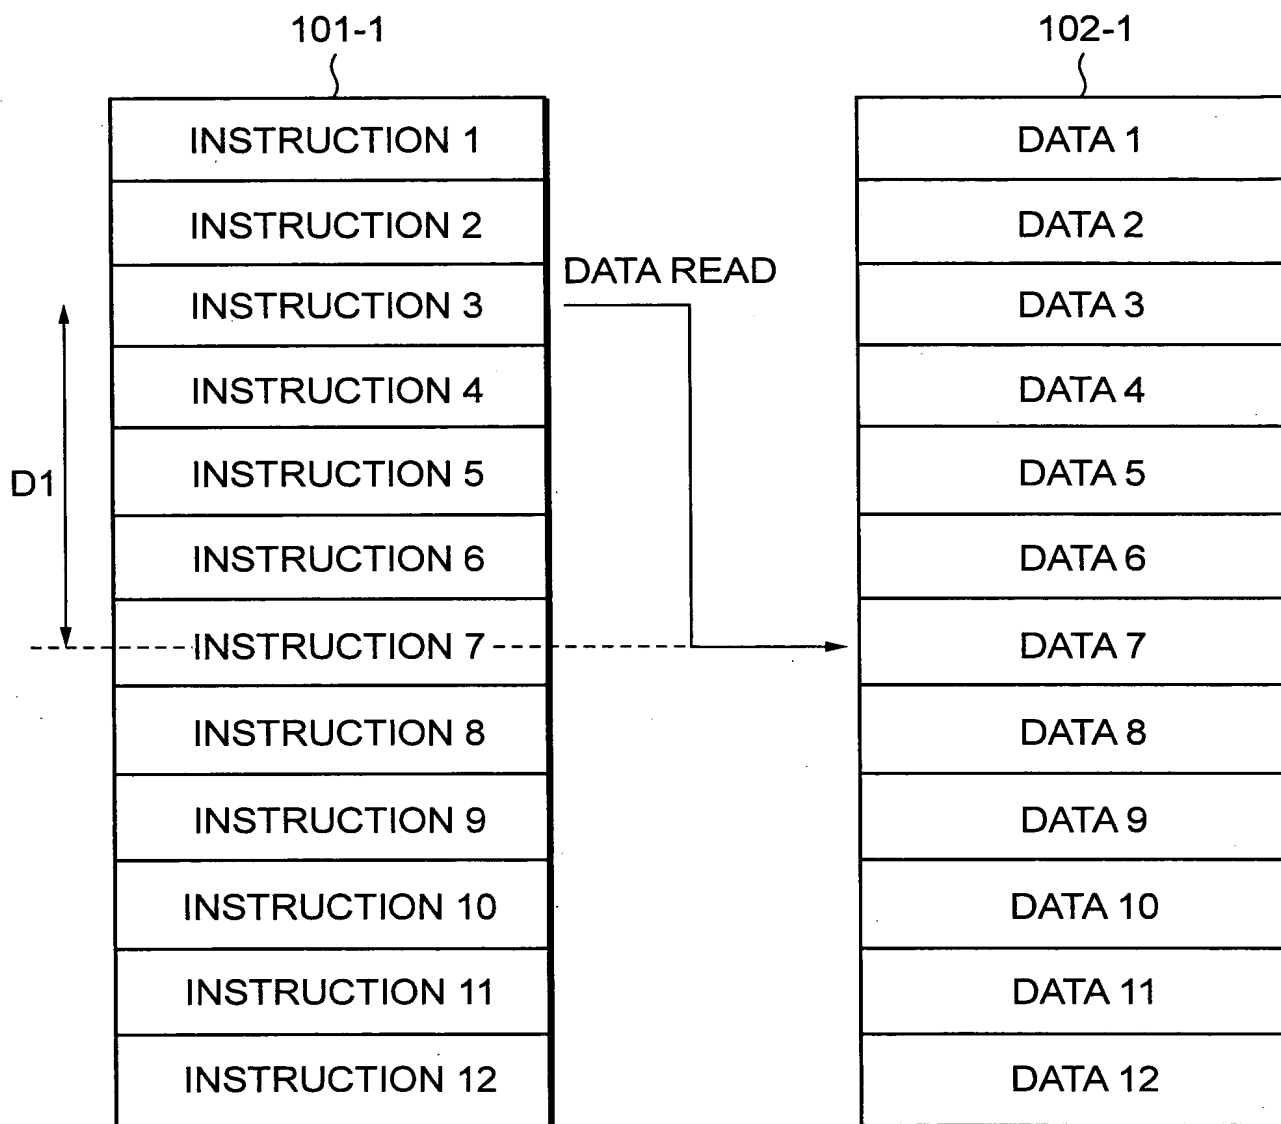 101-1
102-1
INSTRUCTION 1
DATA 1
INSTRUCTION 2
DATA 2
DATA READ
INSTRUCTION 3
DATA 3
INSTRUCTION 4
DATA 4
D1
INSTRUCTION 5
DATA 5
INSTRUCTION 6
DATA 6
INSTRUCTION 7
DATA 7
INSTRUCTION 8
DATA 8
INSTRUCTION 9
DATA 9
INSTRUCTION 10
DATA 10
INSTRUCTION 11
DATA 11
INSTRUCTION 12
DATA 12